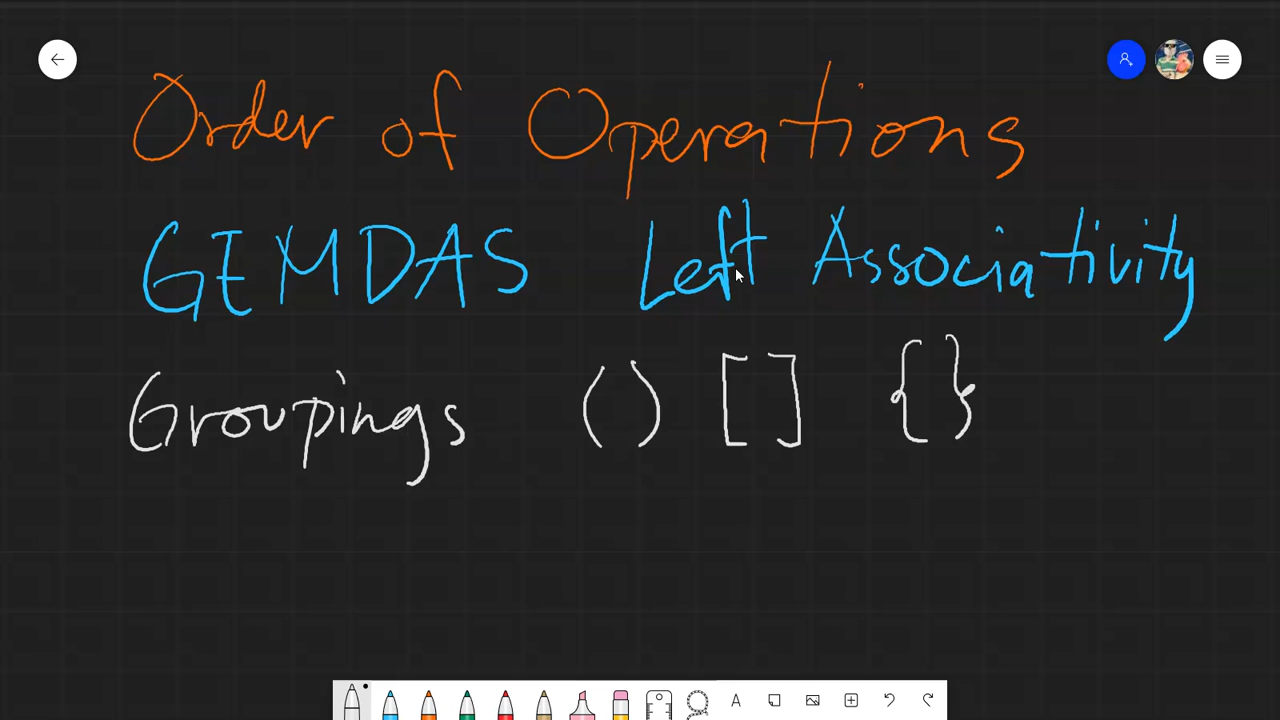 Order of Operations
GEMDAS Left Associativity
Groupings () [] {}
A